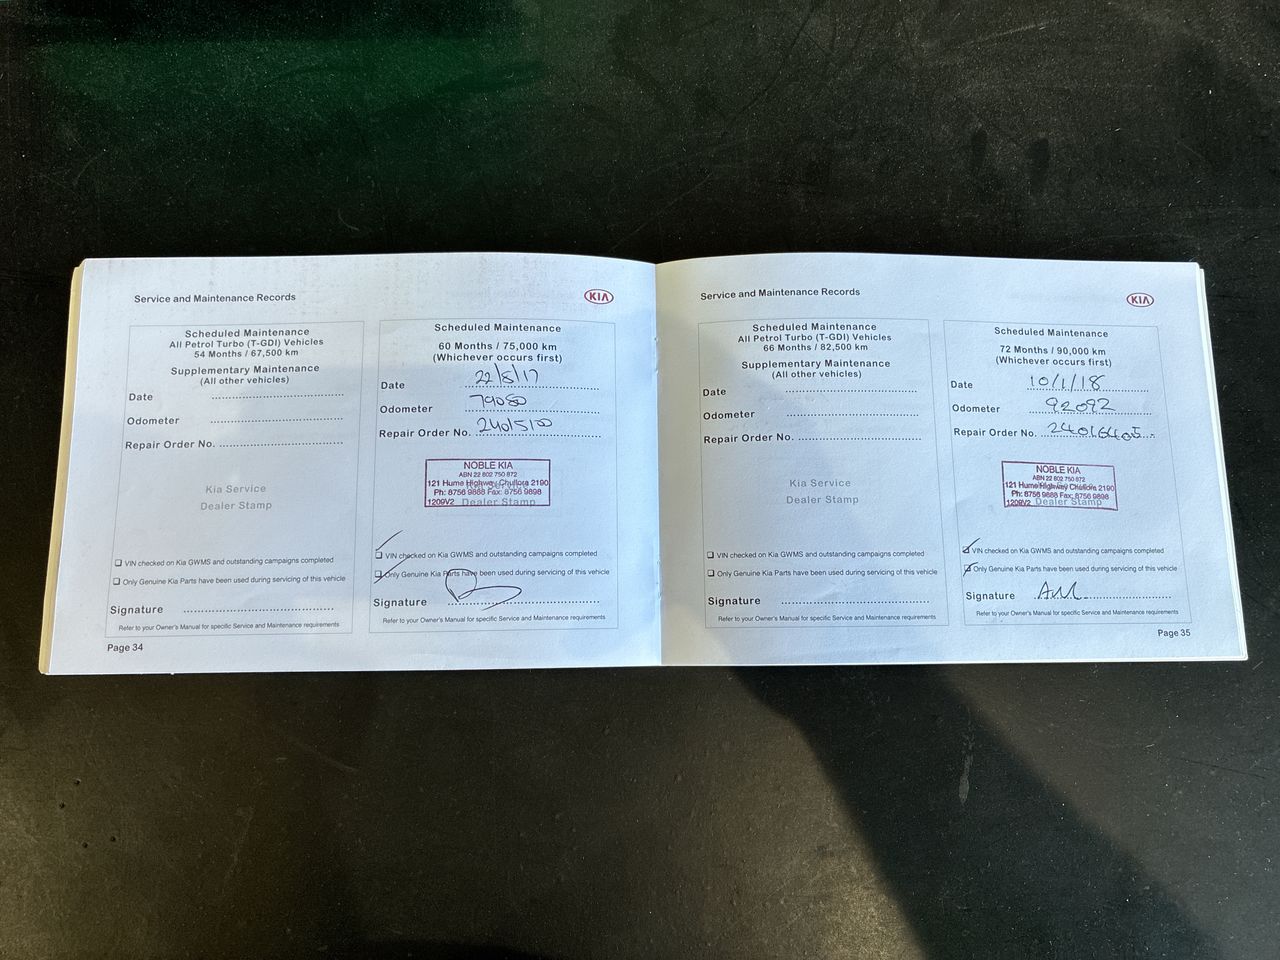 Service and Maintenance Records
KIA
Scheduled Maintenance
All Petrol Turbo (T-GDI) Vehicles
54 Months / 67,500 km
Supplementary Maintenance
(All other vehicles)
Date
Odometer
Repair Order No.
Kia Service
Dealer Stamp
VIN checked on Kia GWMS and outstanding campaigns completed
Only Genuine Kia Parts have been used during servicing of this vehicle
Signature
Refer to your Owner's Manual for specific Service and Maintenance requirements
Page 34
Scheduled Maintenance
60 Months / 75,000 km
(Whichever occurs first)
Date 22/8/17
Odometer 79080
Repair Order No. 24015100
NOBLE KIA
ABN 22 802 750 872
121 Hume Highway Chullora 2190
Ph: 8756 9888 Fax: 8756 9898
1209V2 Dealer Stamp
VIN checked on Kia GWMS and outstanding campaigns completed
Only Genuine Kia Parts have been used during servicing of this vehicle
Signature
Refer to your Owner's Manual for specific Service and Maintenance requirements
Service and Maintenance Records
KIA
Scheduled Maintenance
All Petrol Turbo (T-GDI) Vehicles
66 Months / 82,500 km
Supplementary Maintenance
(All other vehicles)
Date
Odometer
Repair Order No.
Kia Service
Dealer Stamp
VIN checked on Kia GWMS and outstanding campaigns completed
Only Genuine Kia Parts have been used during servicing of this vehicle
Signature
Refer to your Owner's Manual for specific Service and Maintenance requirements
Scheduled Maintenance
72 Months / 90,000 km
(Whichever occurs first)
Date 10/1/18
Odometer 92092
Repair Order No. 24016405
NOBLE KIA
ABN 22 802 750 872
121 Hume Highway Chullora 2190
Ph: 8756 9888 Fax: 8756 9898
1209V2 Dealer Stamp
VIN checked on Kia GWMS and outstanding campaigns completed
Only Genuine Kia Parts have been used during servicing of this vehicle
Signature
Refer to your Owner's Manual for specific Service and Maintenance requirements
Page 35